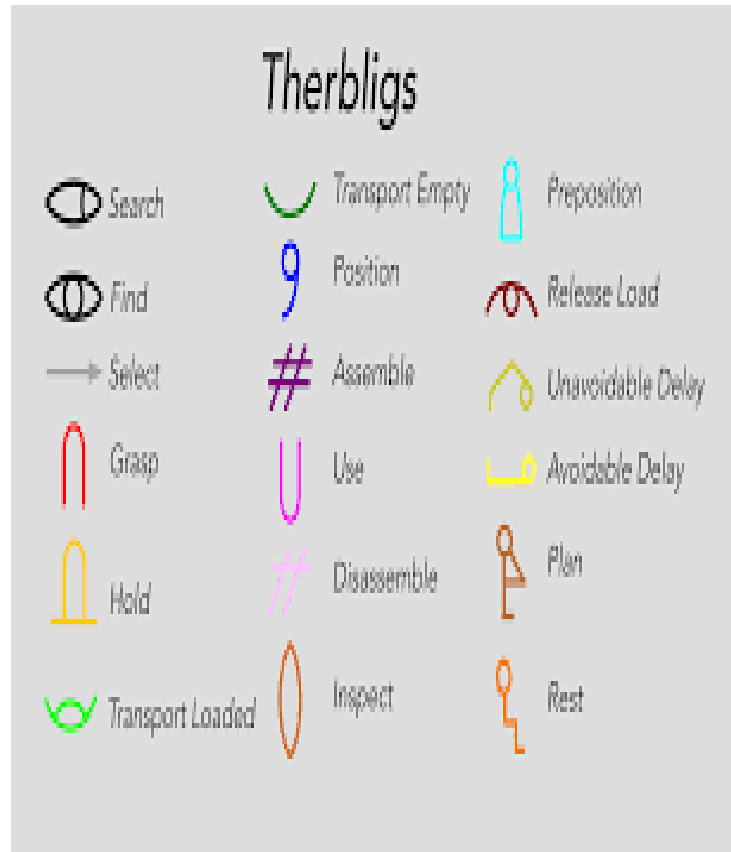 Therbligs
Search
Find
Select
Grasp
Hold
Transport Loaded
Transport Empty
Position
Assemble
Use
Disassemble
Inspect
Preposition
Release Load
Unavoidable Delay
Avoidable Delay
Plan
Rest